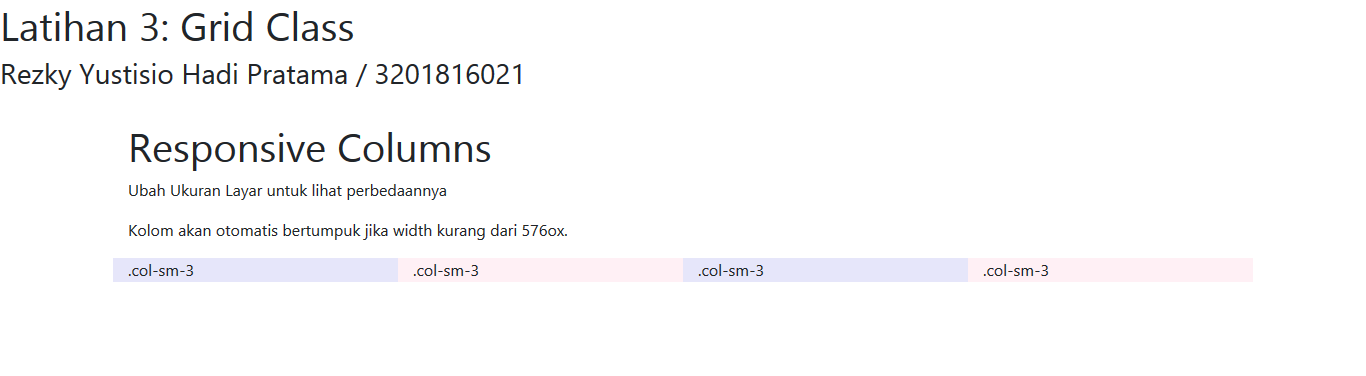 Latihan 3: Grid Class
Rezky Yustisio Hadi Pratama / 3201816021
Responsive Columns
Ubah Ukuran Layar untuk lihat perbedaannya
Kolom akan otomatis bertumpuk jika width kurang dari 576ox.
.col-sm-3 .col-sm-3 .col-sm-3 .col-sm-3